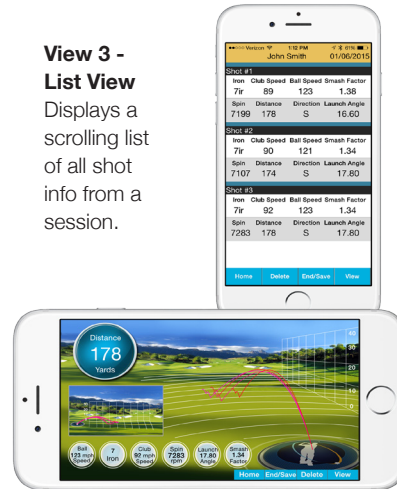 View 3 -
List View
Displays a
scrolling list
of all shot
info from a
session.
Verizon 1:12 PM 61%
John Smith 01/06/2015
Shot #1
Iron Club Speed Ball Speed Smash Factor
7ir 89 123 1.38
Spin Distance Direction Launch Angle
7199 178 S 16.60
Shot #2
Iron Club Speed Ball Speed Smash Factor
7ir 90 121 1.34
Spin Distance Direction Launch Angle
7107 174 S 17.80
Shot #3
Iron Club Speed Ball Speed Smash Factor
7ir 92 123 1.34
Spin Distance Direction Launch Angle
7283 178 S 17.80
Home Delete End/Save View
Distance
178
Yards
40
30
20
10
0
Ball
123 mph
Speed
7
Iron
Club
92 mph
Speed
Spin
7283
rpm
Launch
17.80
Angle
Smash
1.34
Factor
Home End/Save Delete View